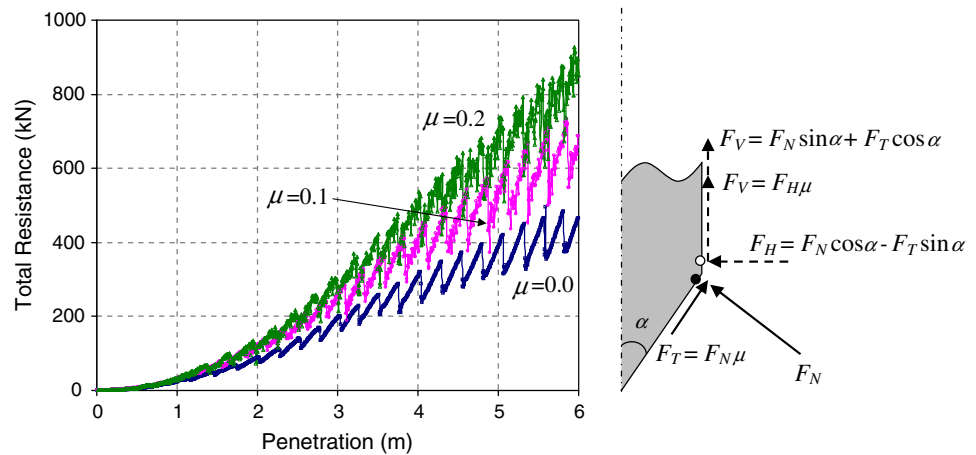 1000
800
600
400
200
0
Total Resistance (kN)
0 1 2 3 4 5 6
Penetration (m)
μ=0.2
μ=0.1
μ=0.0
F_V = F_N sinα + F_T cosα
F_V = F_H μ
F_H = F_N cosα - F_T sinα
α
F_T = F_N μ
F_N